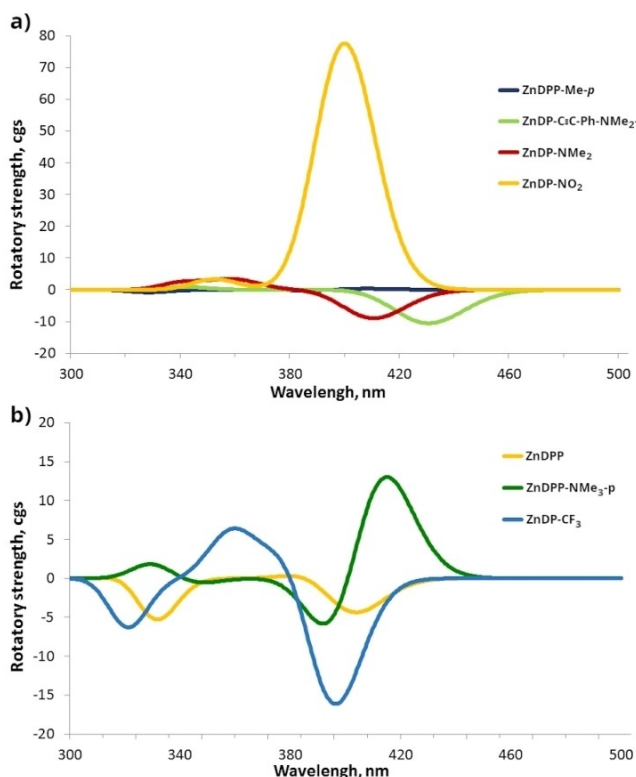 a)
80
70
60
50
40
30
20
10
0
-10
-20
Rotatory strength, cgs
ZnDPP-Me-p
ZnDP-C≡C-Ph-NMe₂-
ZnDP-NMe₂
ZnDP-NO₂
300 340 380 420 460 500
Wavelengh, nm
b)
20
15
10
5
0
-5
-10
-15
-20
Rotatory strength, cgs
ZnDPP
ZnDPP-NMe₃-p
ZnDP-CF₃
300 340 380 420 460 500
Wavelengh, nm